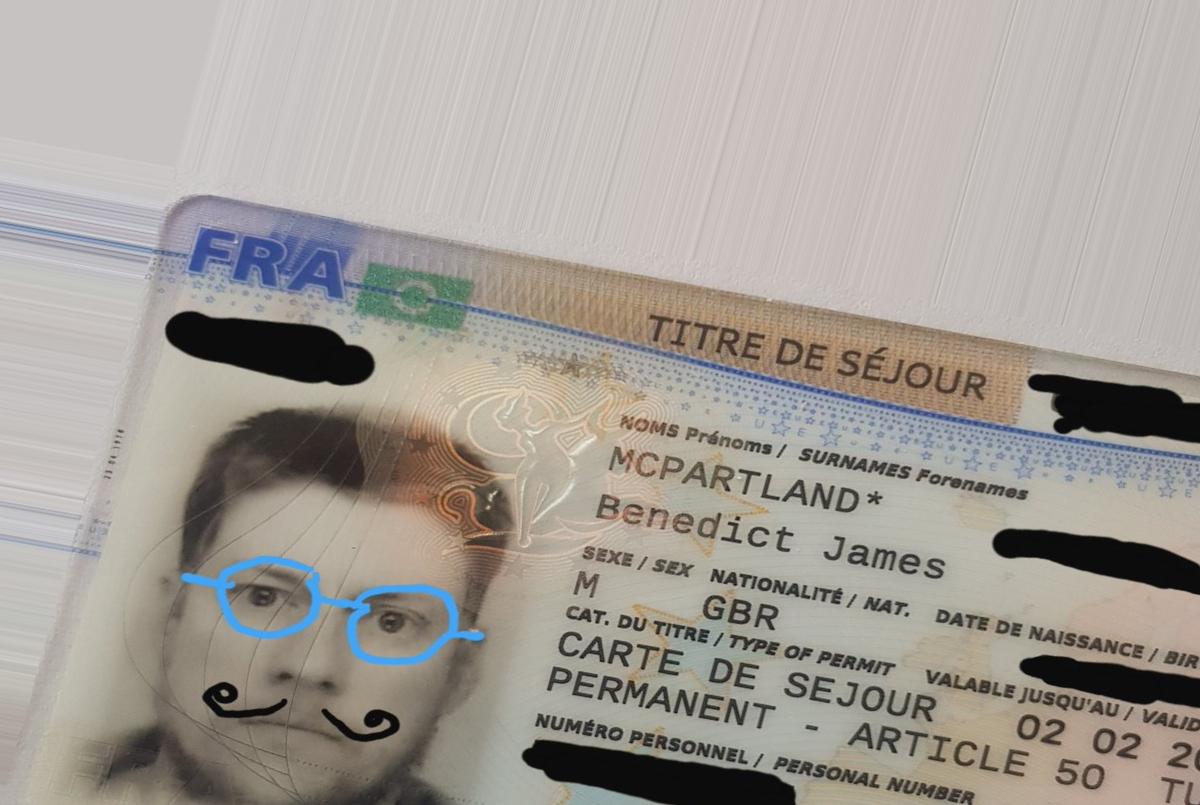 FRA
TITRE DE SÉJOUR
NOMS Prénoms / SURNAMES Forenames
MCPARTLAND*
Benedict James
SEXE / SEX NATIONALITÉ / NAT. DATE DE NAISSANCE / BIR
M GBR
CAT. DU TITRE / TYPE OF PERMIT VALABLE JUSQU'AU / VALID
CARTE DE SEJOUR 02 02 20
PERMANENT - ARTICLE 50 TU
NUMÉRO PERSONNEL / PERSONAL NUMBER